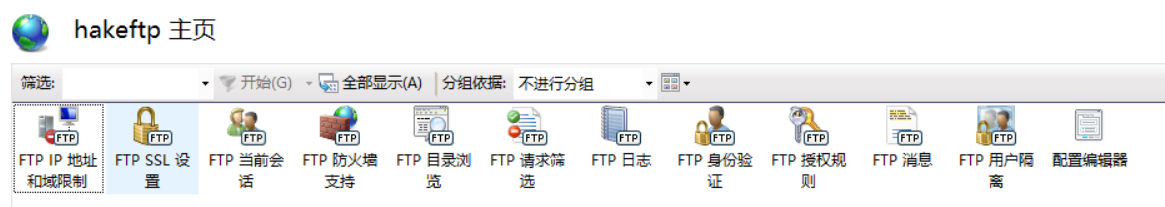 hakeftp 主页
筛选: 开始(G) 全部显示(A) 分组依据: 不进行分组
FTP FTP FTP FTP FTP FTP FTP FTP FTP FTP FTP
FTP IP 地址 FTP SSL 设 FTP 当前会 FTP 防火墙 FTP 目录浏 FTP 请求筛 FTP 日志 FTP 身份验 FTP 授权规 FTP 消息 FTP 用户隔 配置编辑器
和域限制 置 话 支持 览 选 证 则 离